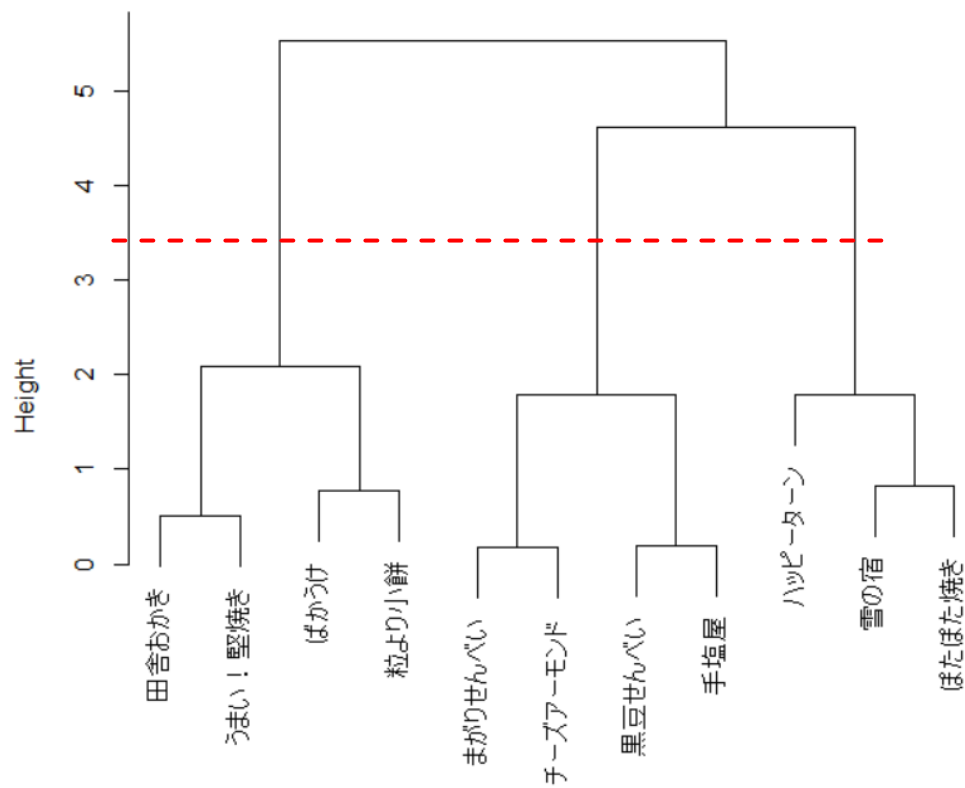 Height
5
4
3
2
1
0
田舎おかき
うまい！堅焼き
ばかうけ
粒より小餅
まがりせんべい
チーズアーモンド
黒豆せんべい
手塩屋
ハッピーターン
雪の宿
ぽたぽた焼き